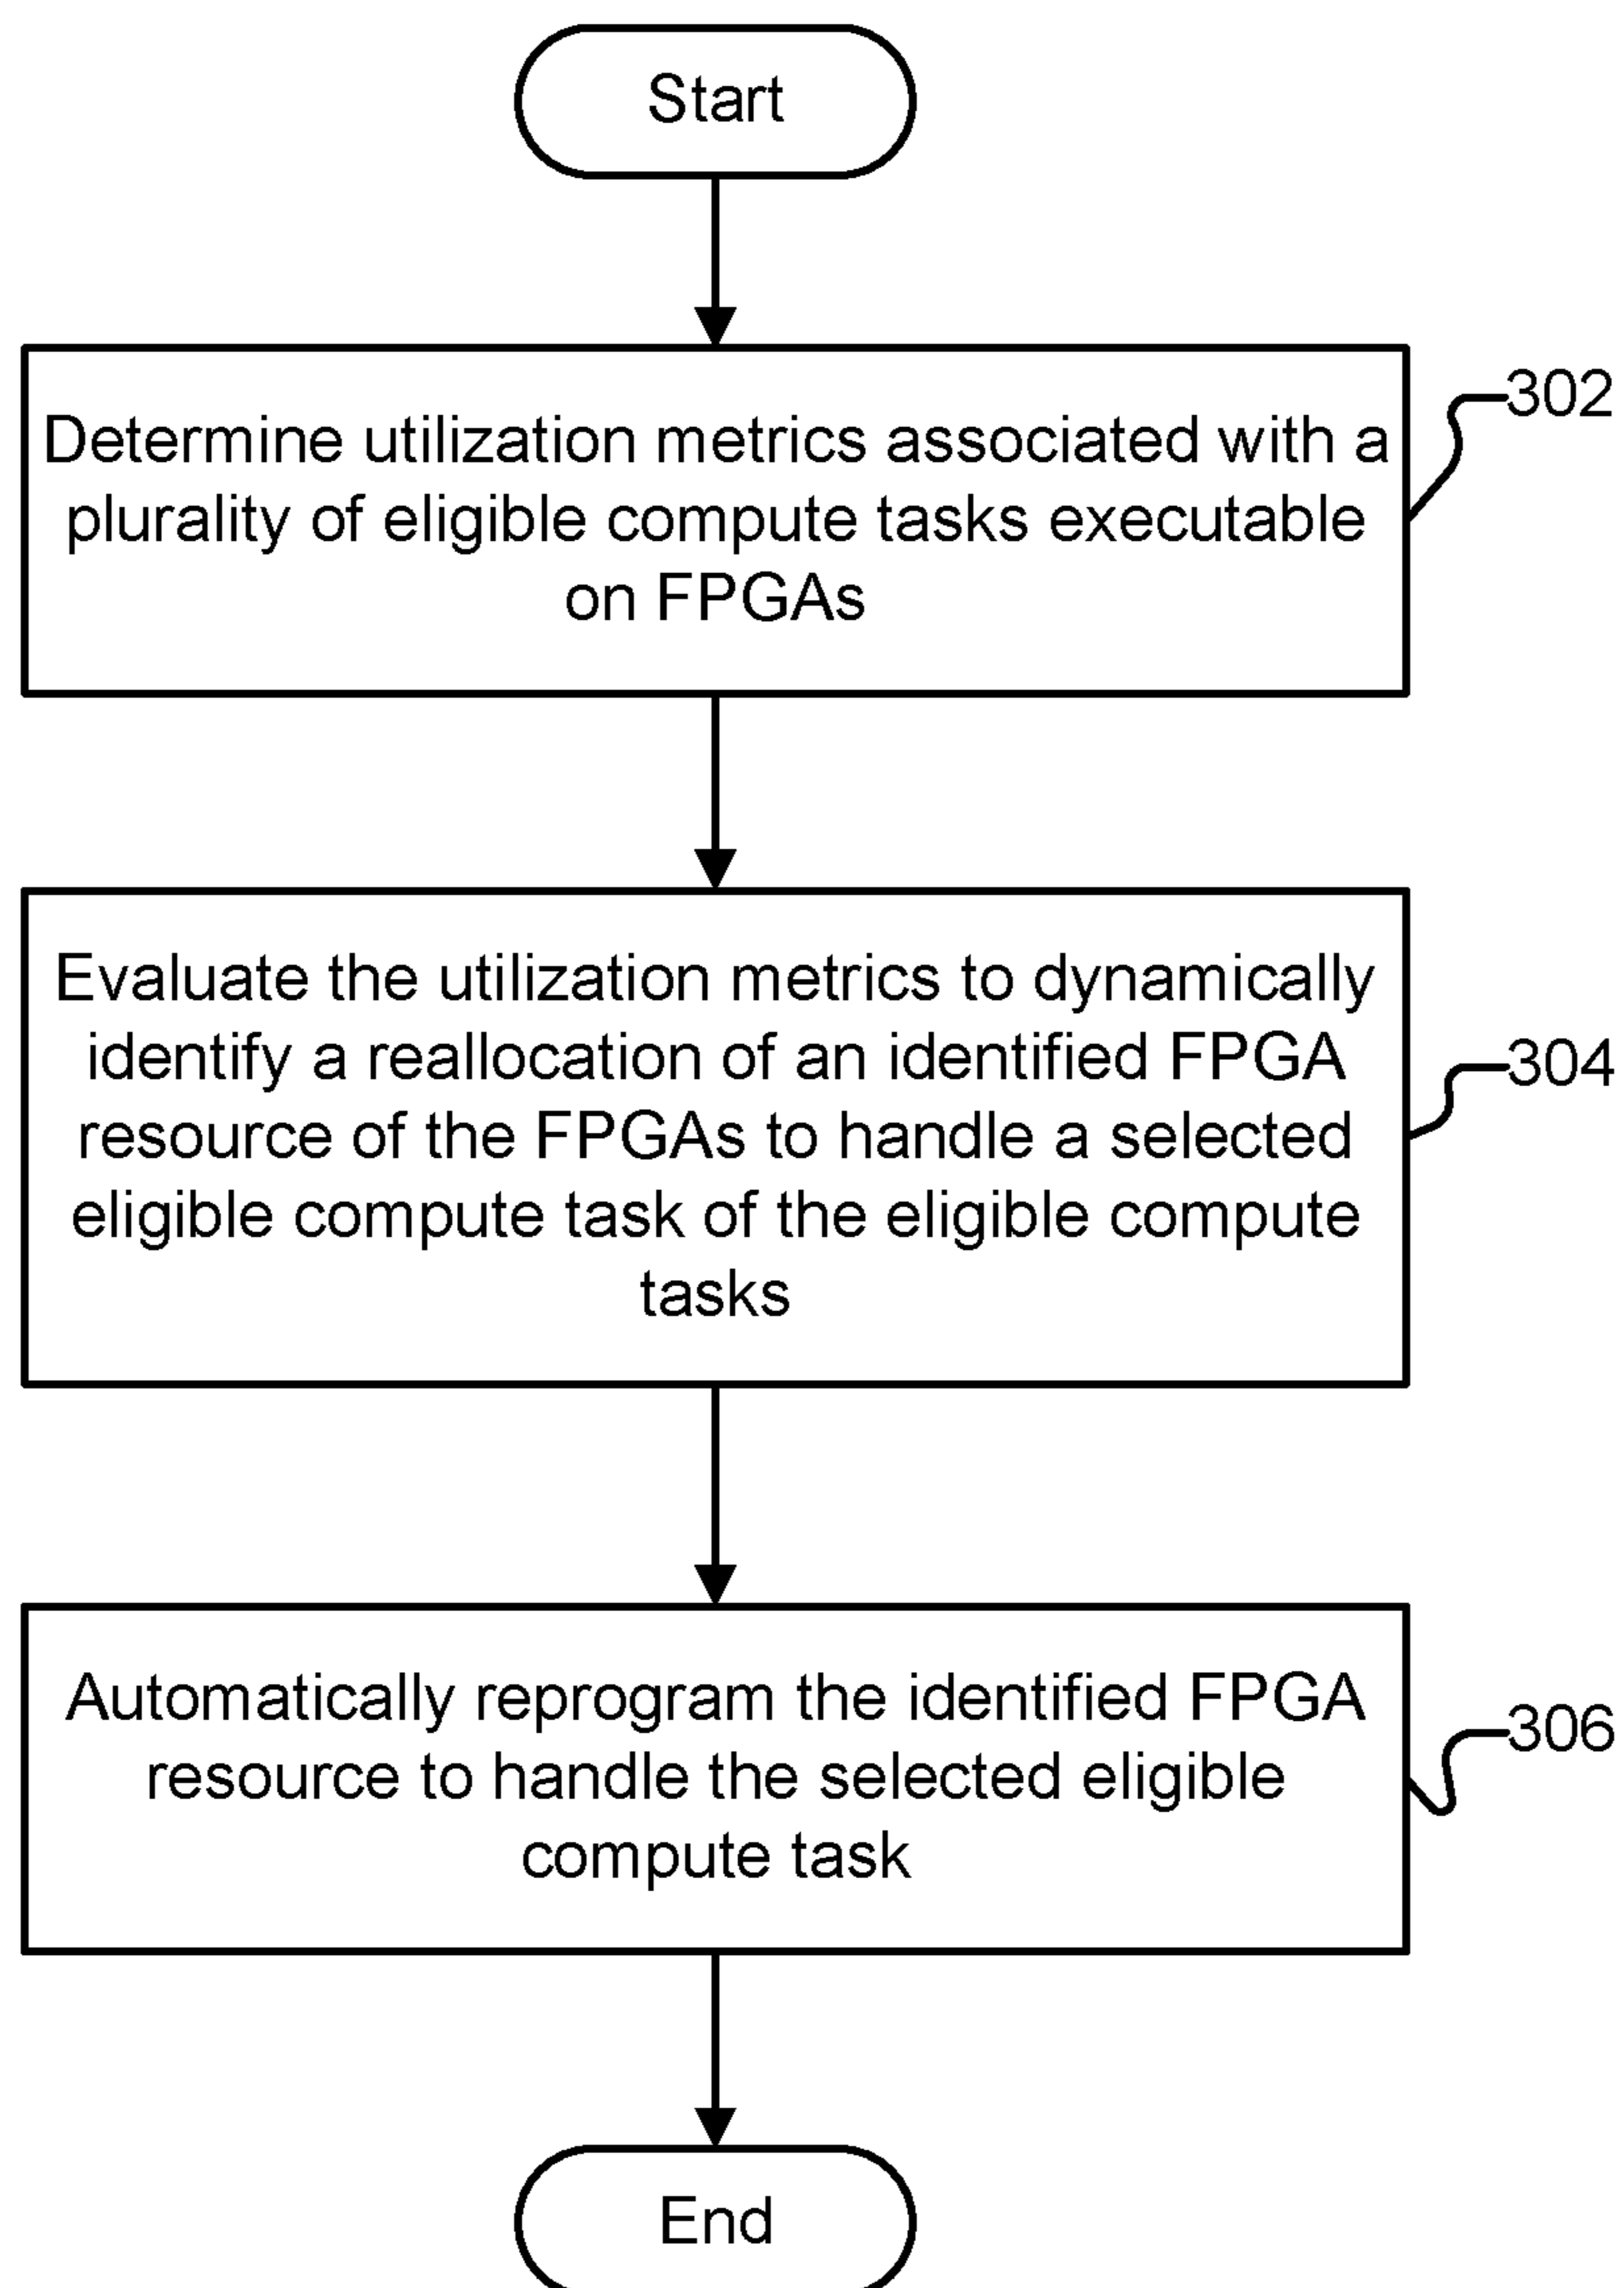 Start
302
Determine utilization metrics associated with a
plurality of eligible compute tasks executable
on FPGAs
Evaluate the utilization metrics to dynamically
identify a reallocation of an identified FPGA
resource of the FPGAs to handle a selected
eligible compute task of the eligible compute
tasks
304
Automatically reprogram the identified FPGA
resource to handle the selected eligible
compute task
306
End